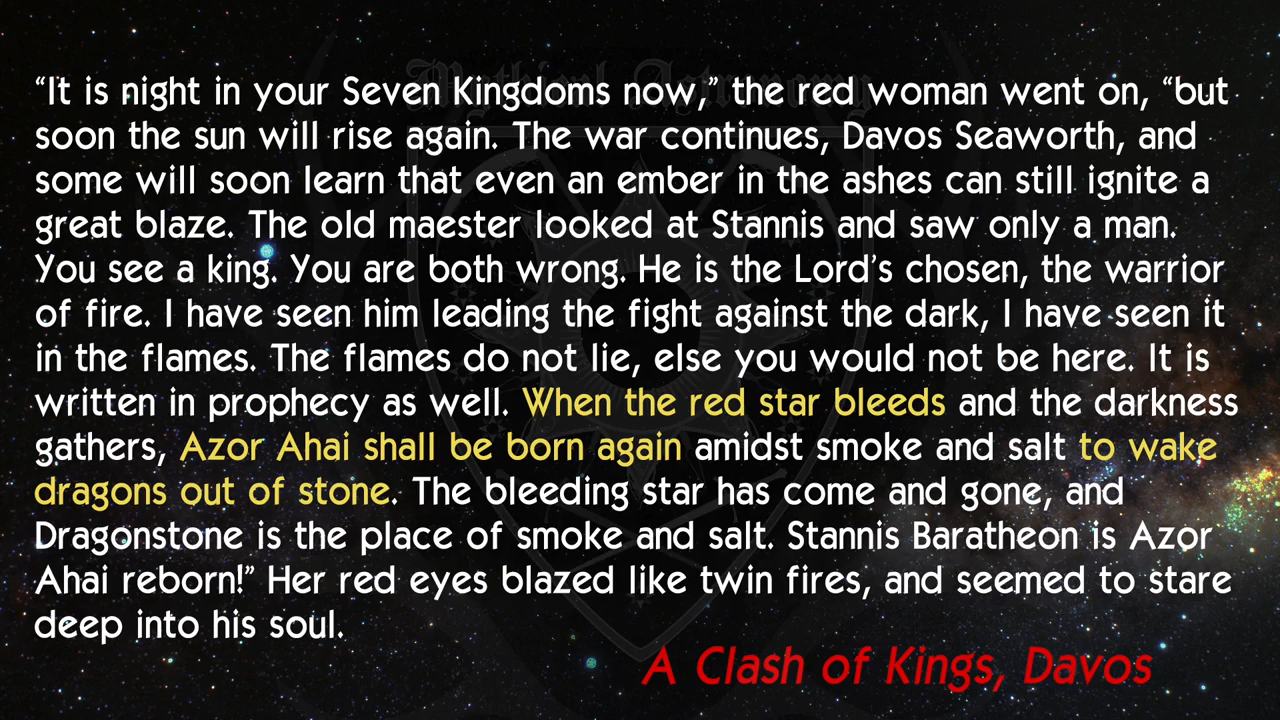 Mythical Astronomy
“It is night in your Seven Kingdoms now,” the red woman went on, “but
soon the sun will rise again. The war continues, Davos Seaworth, and
some will soon learn that even an ember in the ashes can still ignite a
great blaze. The old maester looked at Stannis and saw only a man.
You see a king. You are both wrong. He is the Lord’s chosen, the warrior
of fire. I have seen him leading the fight against the dark, I have seen it
in the flames. The flames do not lie, else you would not be here. It is
written in prophecy as well. When the red star bleeds and the darkness
gathers, Azor Ahai shall be born again amidst smoke and salt to wake
dragons out of stone. The bleeding star has come and gone, and
Dragonstone is the place of smoke and salt. Stannis Baratheon is Azor
Ahai reborn!” Her red eyes blazed like twin fires, and seemed to stare
deep into his soul.
A Clash of Kings, Davos